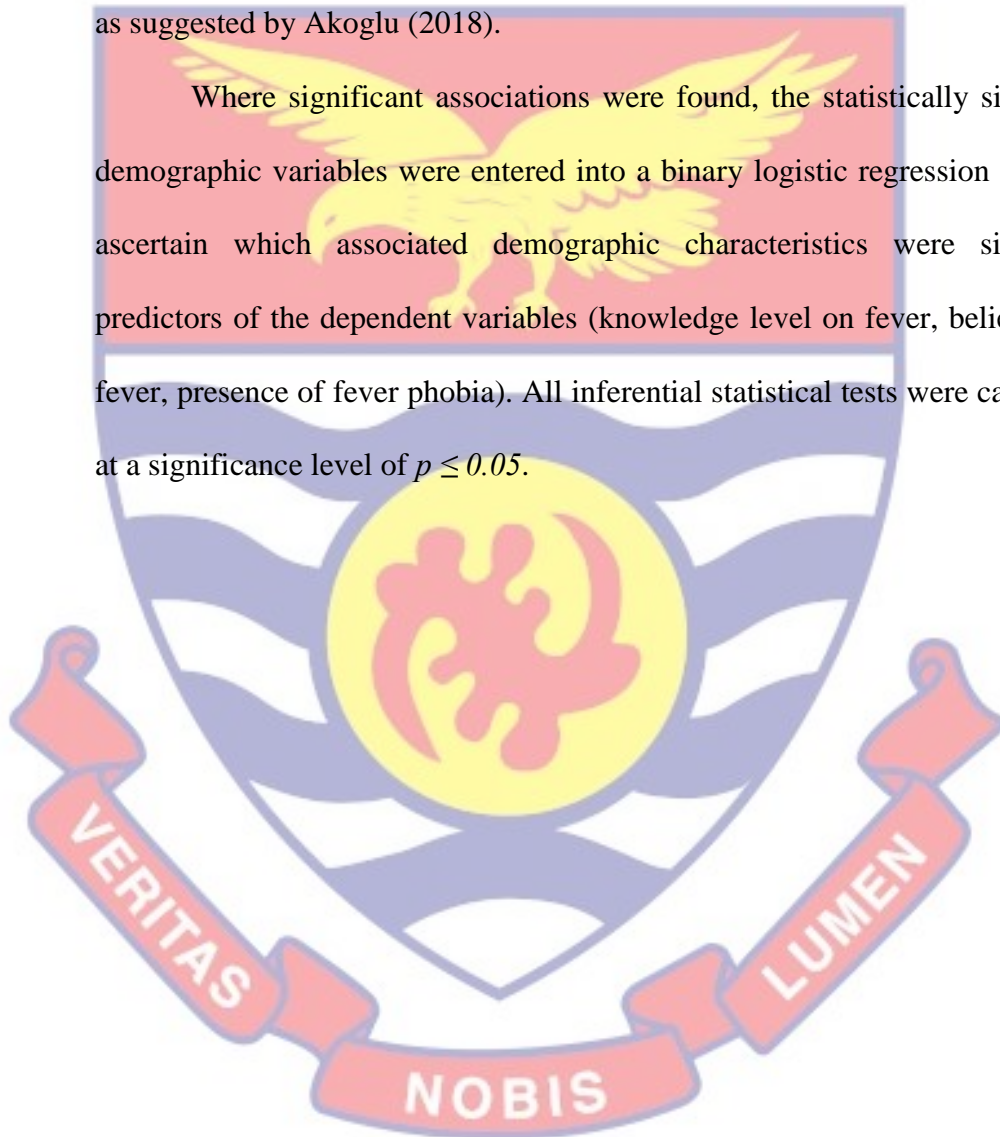 as suggested by Akoglu (2018).
Where significant associations were found, the statistically si
demographic variables were entered into a binary logistic regression
ascertain which associated demographic characteristics were si
predictors of the dependent variables (knowledge level on fever, belie
fever, presence of fever phobia). All inferential statistical tests were ca
at a significance level of p ≤ 0.05.
VERITAS
NOBIS
LUMEN